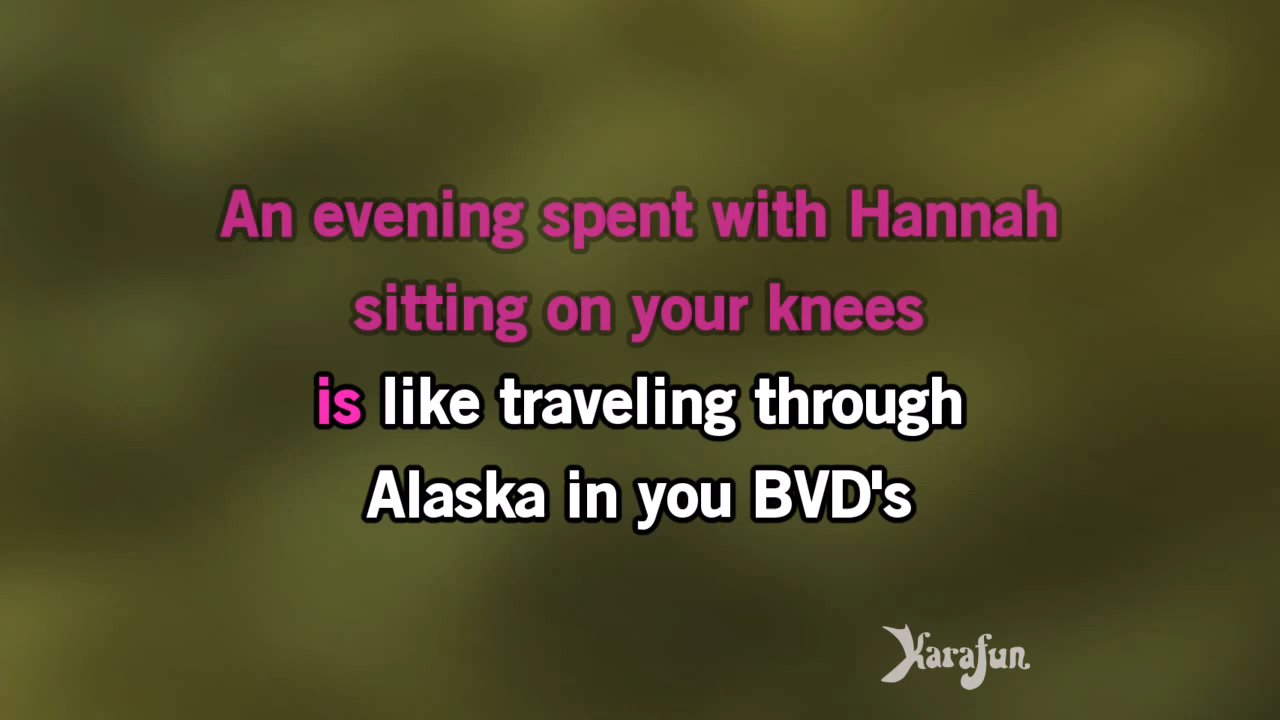 An evening spent with Hannah
sitting on your knees
is like traveling through
Alaska in you BVD's
Karafun